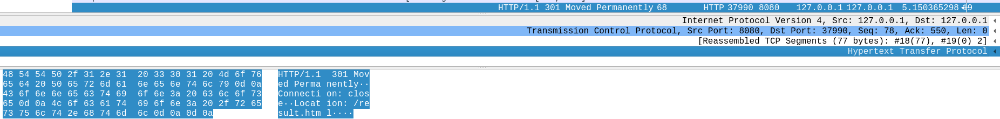 HTTP/1.1 301 Moved Permanently 68 HTTP 37990 8080 127.0.0.1 127.0.0.1 5.150365298 19
Internet Protocol Version 4, Src: 127.0.0.1, Dst: 127.0.0.1
Transmission Control Protocol, Src Port: 8080, Dst Port: 37990, Seq: 78, Ack: 550, Len: 0
[Reassembled TCP Segments (77 bytes): #18(77), #19(0) 2]
Hypertext Transfer Protocol
48 54 54 50 2f 31 2e 31 20 33 30 31 20 4d 6f 76 HTTP/1.1 301 Mov
65 64 20 50 65 72 6d 61 6e 65 6e 74 6c 79 0d 0a ed Perma nently··
43 6f 6e 6e 65 63 74 69 6f 6e 3a 20 63 6c 6f 73 Connecti on: clos
65 0d 0a 4c 6f 63 61 74 69 6f 6e 3a 20 2f 72 65 e··Locat ion: /re
73 75 6c 74 2e 68 74 6d 6c 0d 0a 0d 0a sult.htm l····